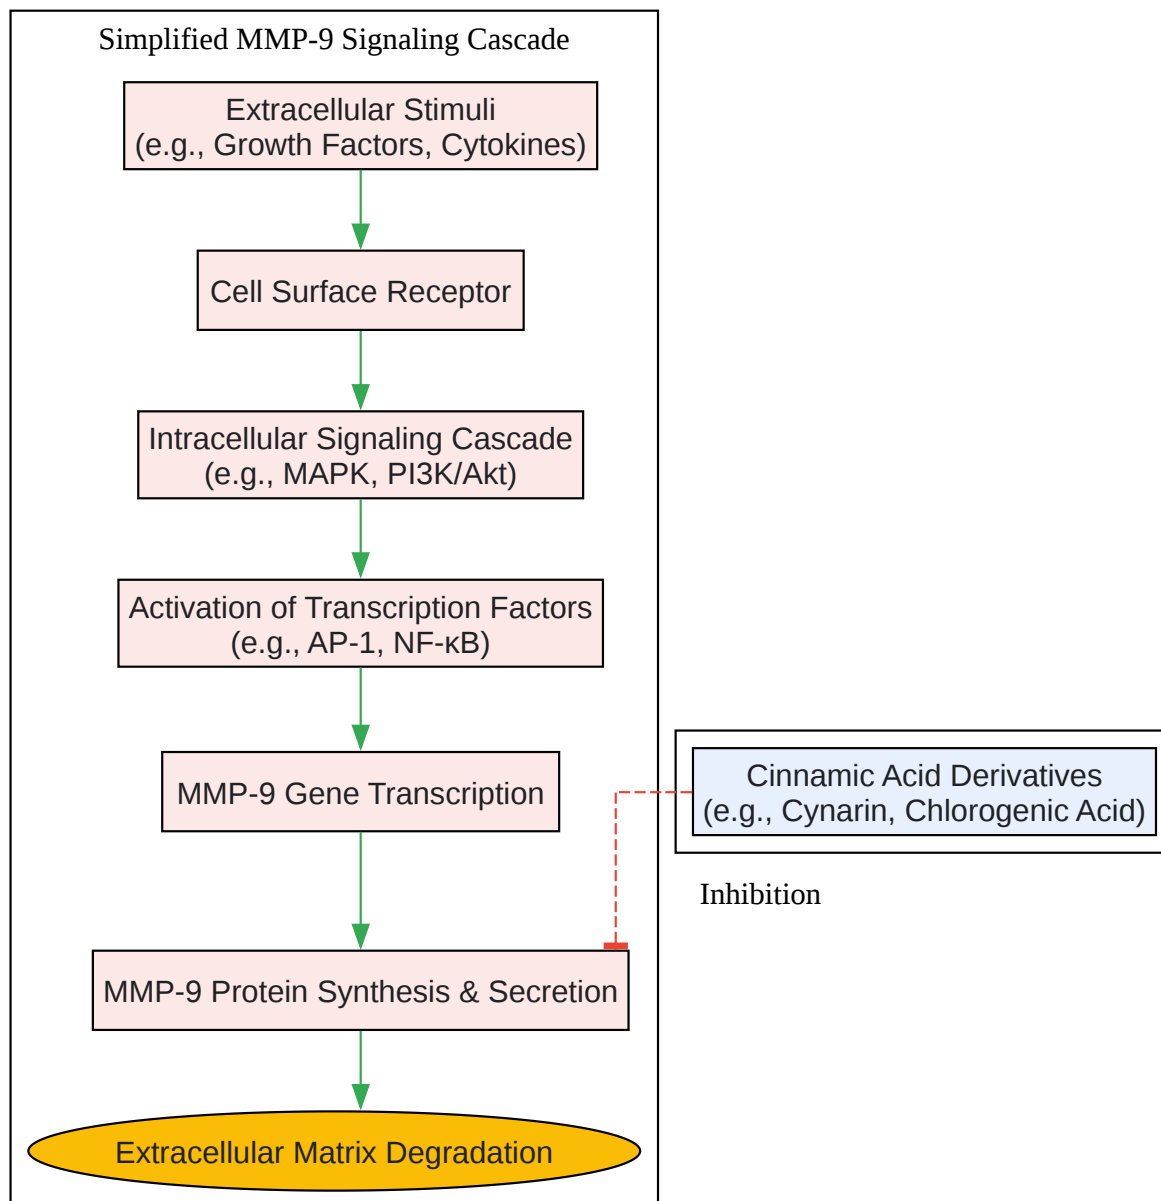 Simplified MMP-9 Signaling Cascade
Extracellular Stimuli
(e.g., Growth Factors, Cytokines)
Cell Surface Receptor
Intracellular Signaling Cascade
(e.g., MAPK, PI3K/Akt)
Activation of Transcription Factors
(e.g., AP-1, NF-κB)
MMP-9 Gene Transcription
Cinnamic Acid Derivatives
(e.g., Cynarin, Chlorogenic Acid)
Inhibition
MMP-9 Protein Synthesis & Secretion
Extracellular Matrix Degradation